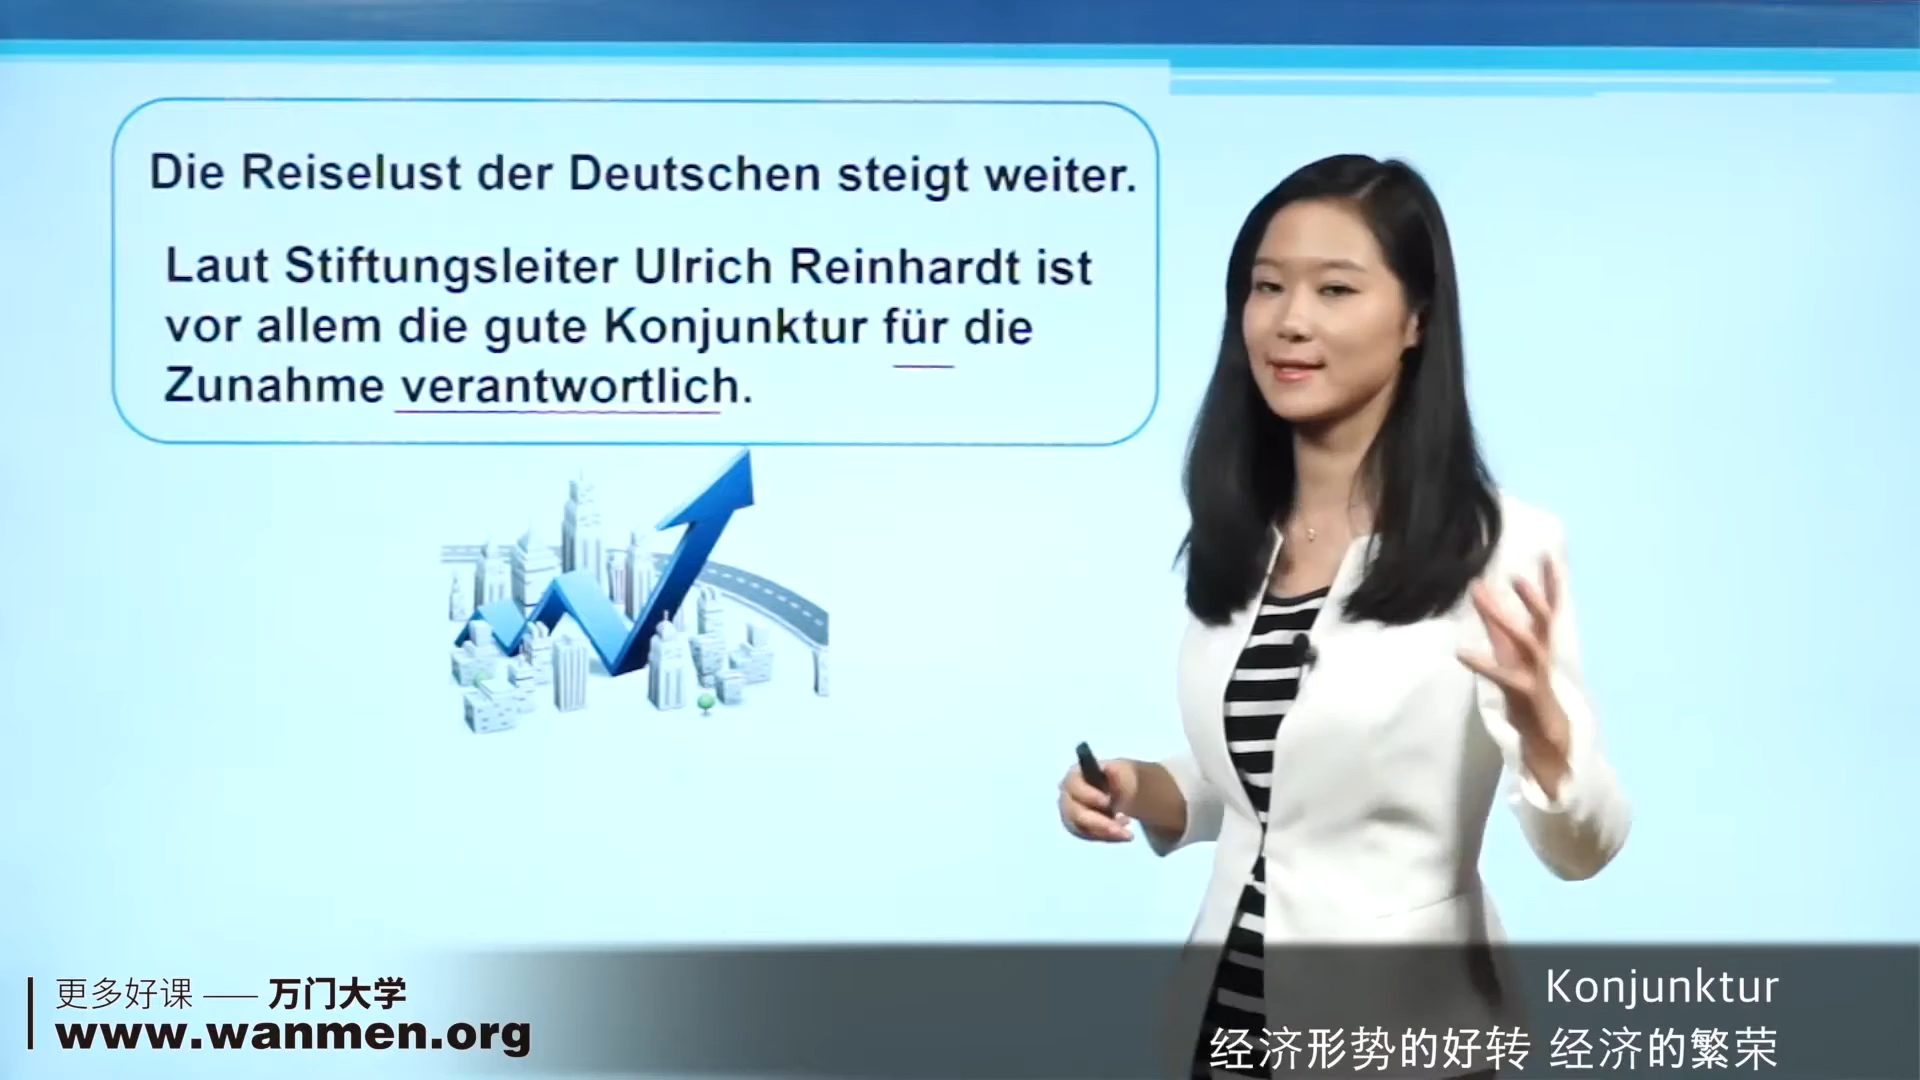 Die Reiselust der Deutschen steigt weiter.
Laut Stiftungsleiter Ulrich Reinhardt ist
vor allem die gute Konjunktur für die
Zunahme verantwortlich.
更多好课 —— 万门大学
www.wanmen.org
Konjunktur
经济形势的好转 经济的繁荣